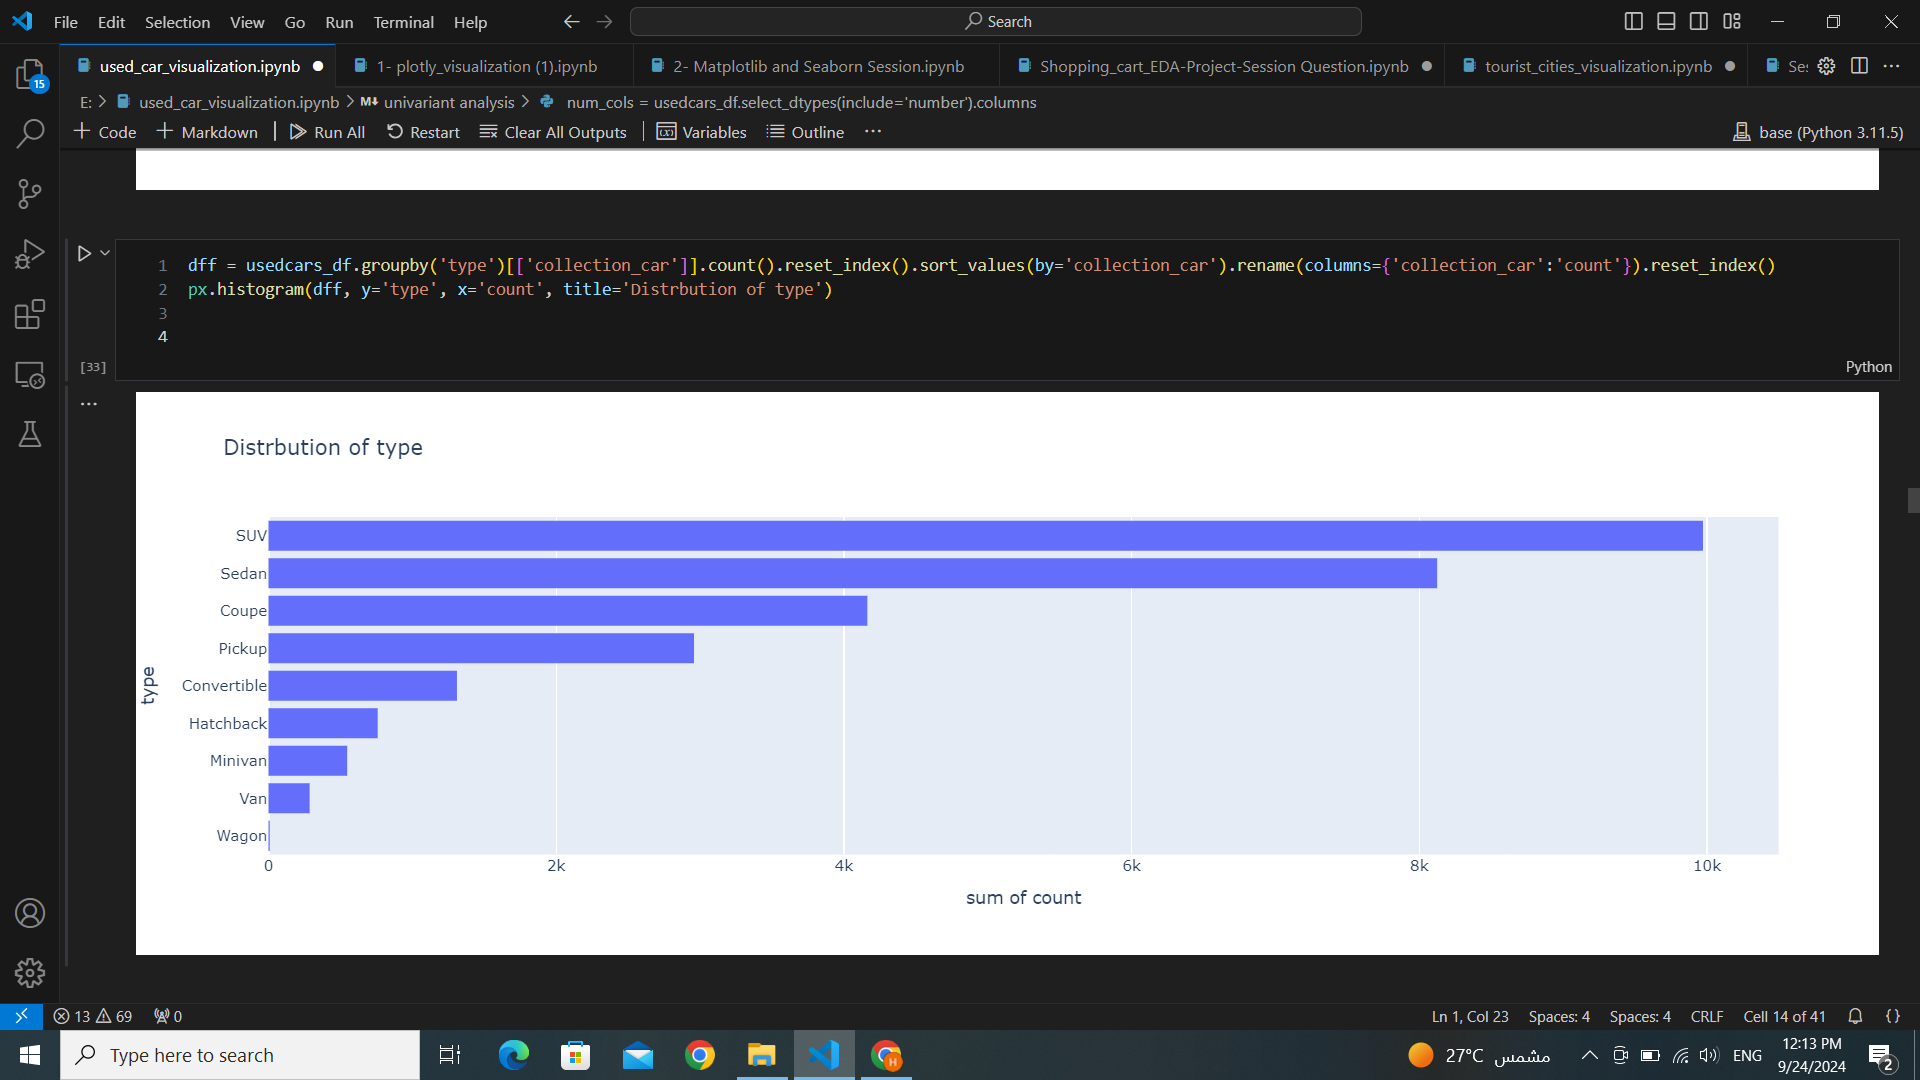 File Edit Selection View Go Run Terminal Help Search
used_car_visualization.ipynb 1- plotly_visualization (1).ipynb 2- Matplotlib and Seaborn Session.ipynb Shopping_cart_EDA-Project-Session Question.ipynb tourist_cities_visualization.ipynb Se
15
E: > used_car_visualization.ipynb > M↓ univariant analysis > num_cols = usedcars_df.select_dtypes(include='number').columns
+ Code + Markdown | Run All Restart Clear All Outputs | Variables Outline ··· base (Python 3.11.5)
1 dff = usedcars_df.groupby('type')[['collection_car']].count().reset_index().sort_values(by='collection_car').rename(columns={'collection_car':'count'}).reset_index()
2 px.histogram(dff, y='type', x='count', title='Distrbution of type')
3
4
[33] Python
Distrbution of type
type
SUV
Sedan
Coupe
Pickup
Convertible
Hatchback
Minivan
Van
Wagon
0 2k 4k 6k 8k 10k
sum of count
13 69 0 Ln 1, Col 23 Spaces: 4 Spaces: 4 CRLF Cell 14 of 41 {}
Type here to search H 27°C مشمس ENG 12:13 PM
9/24/2024 2